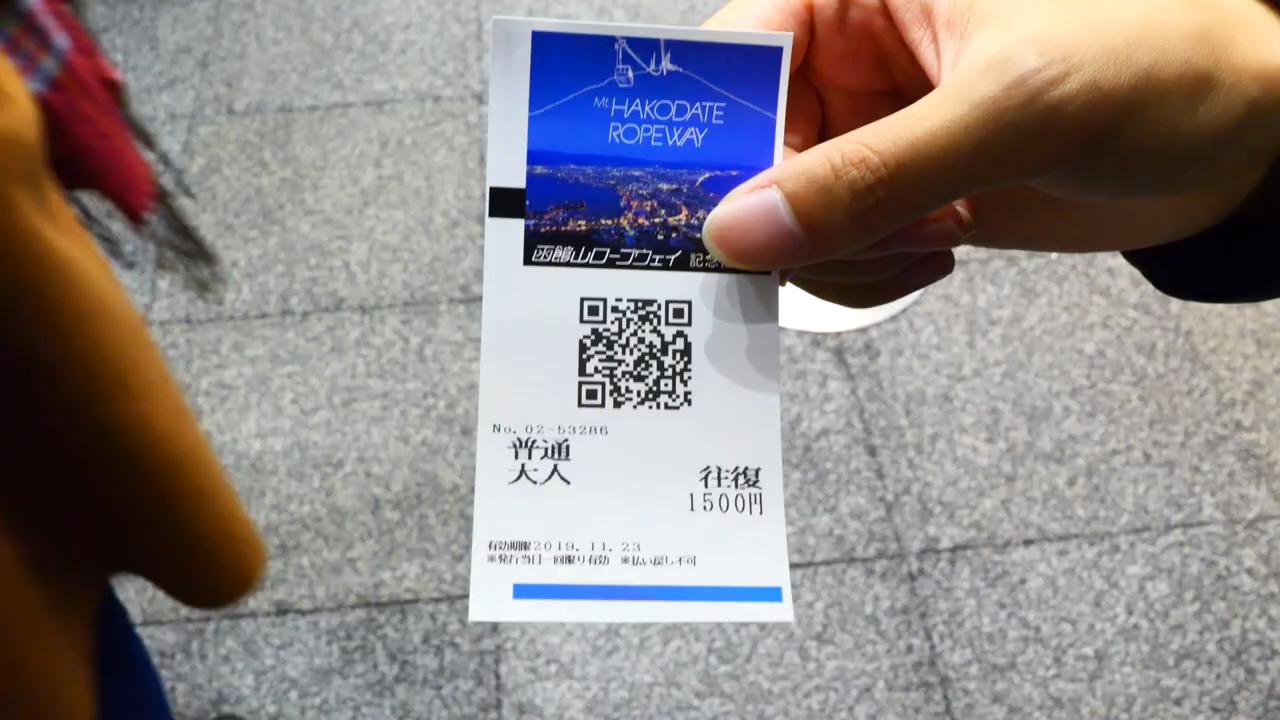 Mt. HAKODATE
ROPEWAY
函館山ロープウェイ 記念
No. 02-53286
普通
大人
往復
1500円
有効期限2019. 11. 23
※発行当日一回限り有効 ※払い戻し不可